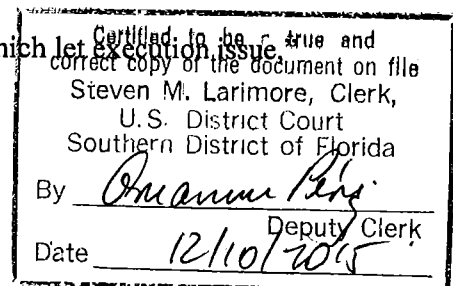 hich let execution issue.
Certified to be a true and
correct copy of the document on file
Steven M. Larimore, Clerk,
U.S. District Court
Southern District of Florida
By
Deputy Clerk
Date 12/10/2015